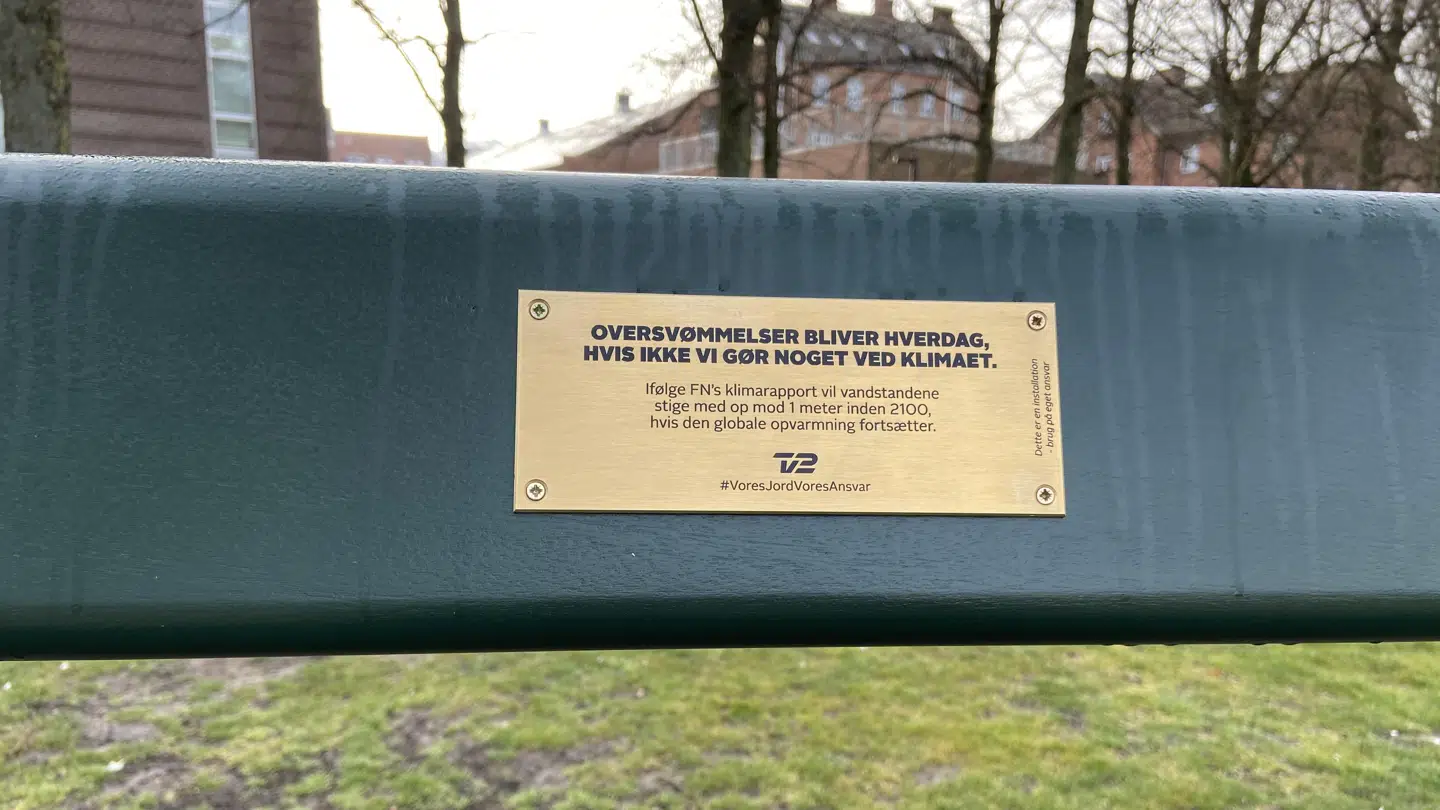 OVERSVØMMELSER BLIVER HVERDAG,
HVIS IKKE VI GØR NOGET VED KLIMAET.
Ifølge FN's klimarapport vil vandstandene
stige med op mod 1 meter inden 2100,
hvis den globale opvarmning fortsætter.
TV2
#VoresJordVoresAnsvar
Dette er en installation
- brug på eget ansvar